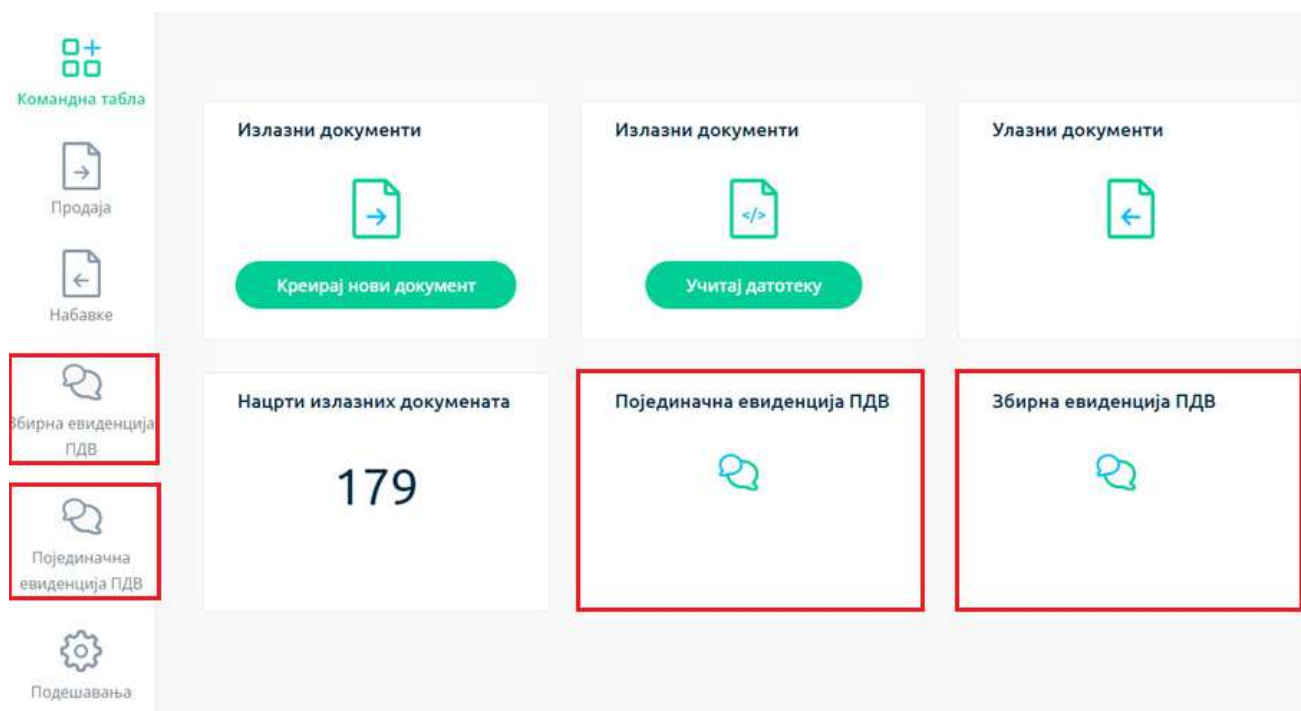 Командна табла
Продаја
Набавке
Збирна евиденција
ПДВ
Појединачна
евиденција ПДВ
Подешавања
Излазни документи
Креирај нови документ
Излазни документи
</>
Учитај датотеку
Улазни документи
Нацрти излазних докумената
179
Појединачна евиденција ПДВ
Збирна евиденција ПДВ